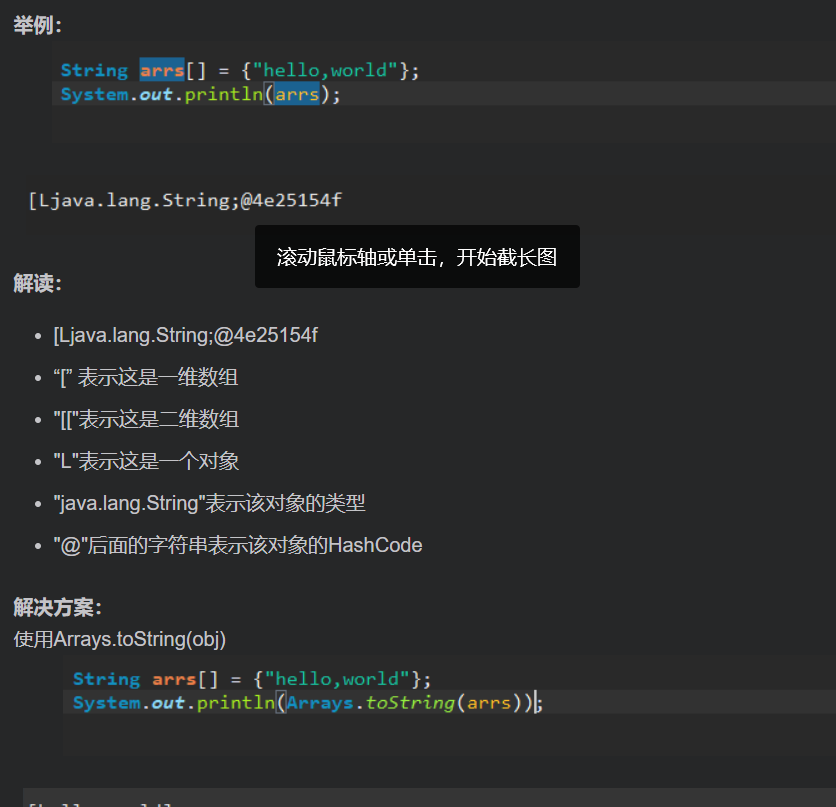 举例：
String arrs[] = {"hello,world"};
System.out.println(arrs);
[Ljava.lang.String;@4e25154f
滚动鼠标轴或单击，开始截长图
解读：
[Ljava.lang.String;@4e25154f
“[” 表示这是一维数组
"[["表示这是二维数组
"L"表示这是一个对象
"java.lang.String"表示该对象的类型
"@"后面的字符串表示该对象的HashCode
解决方案：
使用Arrays.toString(obj)
String arrs[] = {"hello,world"};
System.out.println(Arrays.toString(arrs));